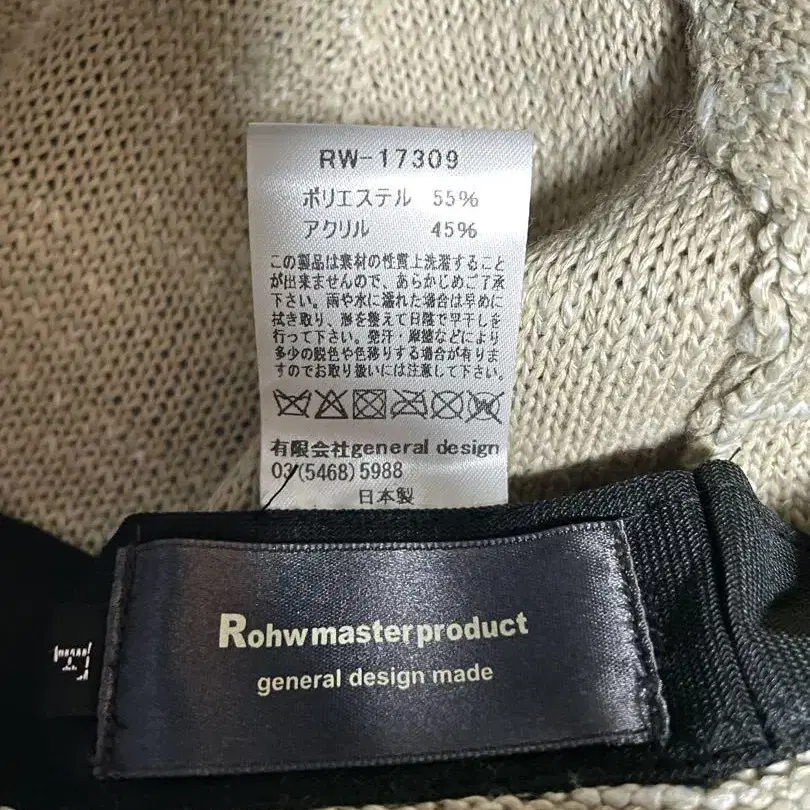 RW-17309
ポリエステル 55%
アクリル 45%
この製品は素材の性質上洗濯すること
が出来ませんので、あらかじめご了承
下さい。雨や水に濡れた場合は早めに
拭き取り、形を整えて日陰で平干しを
行って下さい。発汗・摩擦などにより
多少の脱色や色移りする場合が有りま
すのでお取り扱いには注意して下さい。
有限会社general design
03(5468)5988
日本製
Rohwmasterproduct
general design made